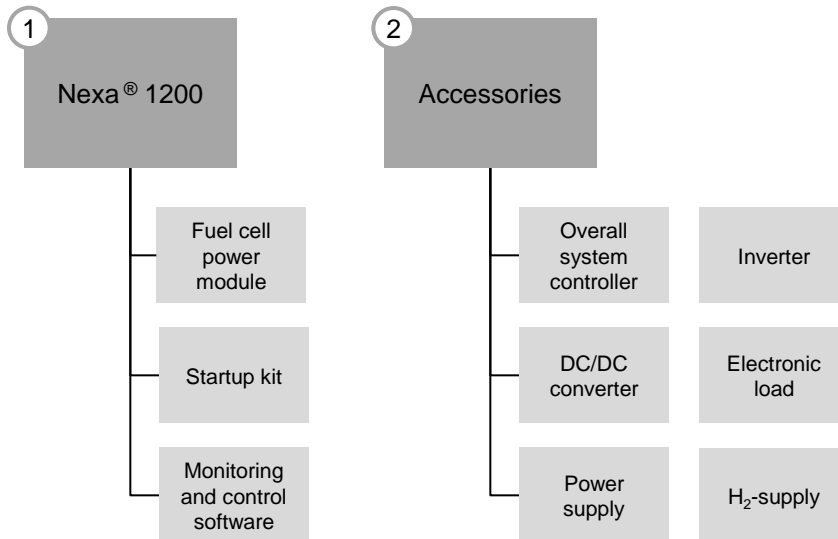 1
Nexa ® 1200
Fuel cell
power
module
Startup kit
Monitoring
and control
software
2
Accessories
Overall
system
controller
Inverter
DC/DC
converter
Electronic
load
Power
supply
H₂-supply